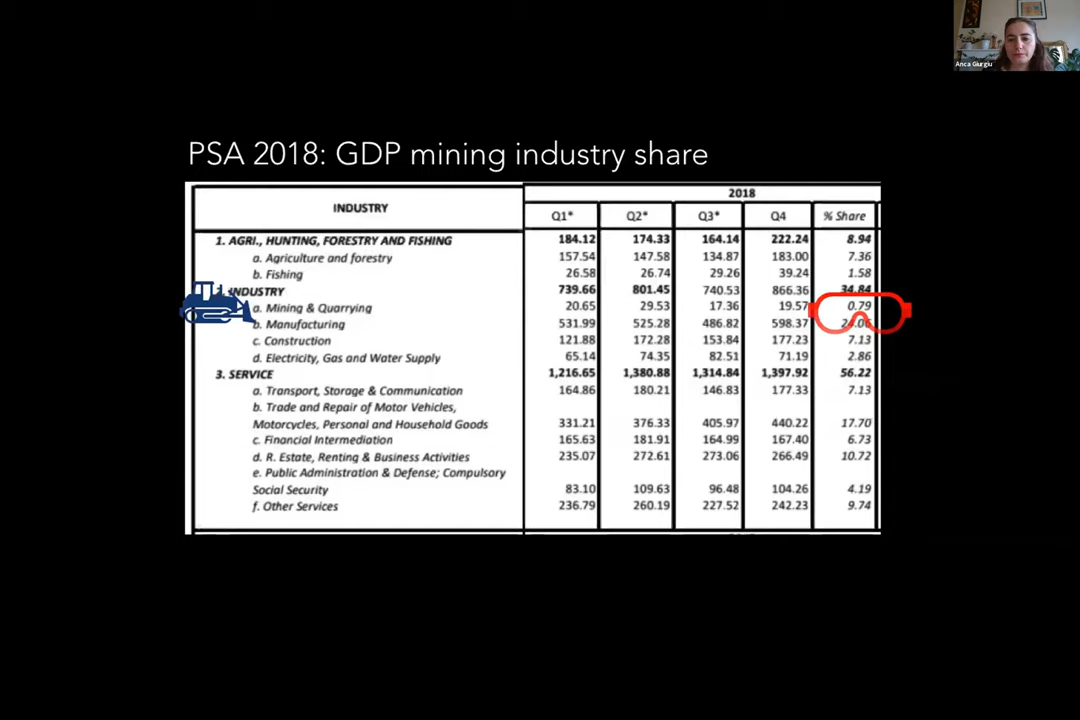 Anca Giurgiu
PSA 2018: GDP mining industry share
INDUSTRY 2018
Q1* Q2* Q3* Q4 % Share
1. AGRI., HUNTING, FORESTRY AND FISHING 184.12 174.33 164.14 222.24 8.94
a. Agriculture and forestry 157.54 147.58 134.87 183.00 7.36
b. Fishing 26.58 26.74 29.26 39.24 1.58
INDUSTRY 739.66 801.45 740.53 866.36 34.84
a. Mining & Quarrying 20.65 29.53 17.36 19.57 0.79
b. Manufacturing 531.99 525.28 486.82 598.37 24.06
c. Construction 121.88 172.28 153.84 177.23 7.13
d. Electricity, Gas and Water Supply 65.14 74.35 82.51 71.19 2.86
3. SERVICE 1,216.65 1,380.88 1,314.84 1,397.92 56.22
a. Transport, Storage & Communication 164.86 180.21 146.83 177.33 7.13
b. Trade and Repair of Motor Vehicles,
Motorcycles, Personal and Household Goods 331.21 376.33 405.97 440.22 17.70
c. Financial Intermediation 165.63 181.91 164.99 167.40 6.73
d. R. Estate, Renting & Business Activities 235.07 272.61 273.06 266.49 10.72
e. Public Administration & Defense; Compulsory
Social Security 83.10 109.63 96.48 104.26 4.19
f. Other Services 236.79 260.19 227.52 242.23 9.74